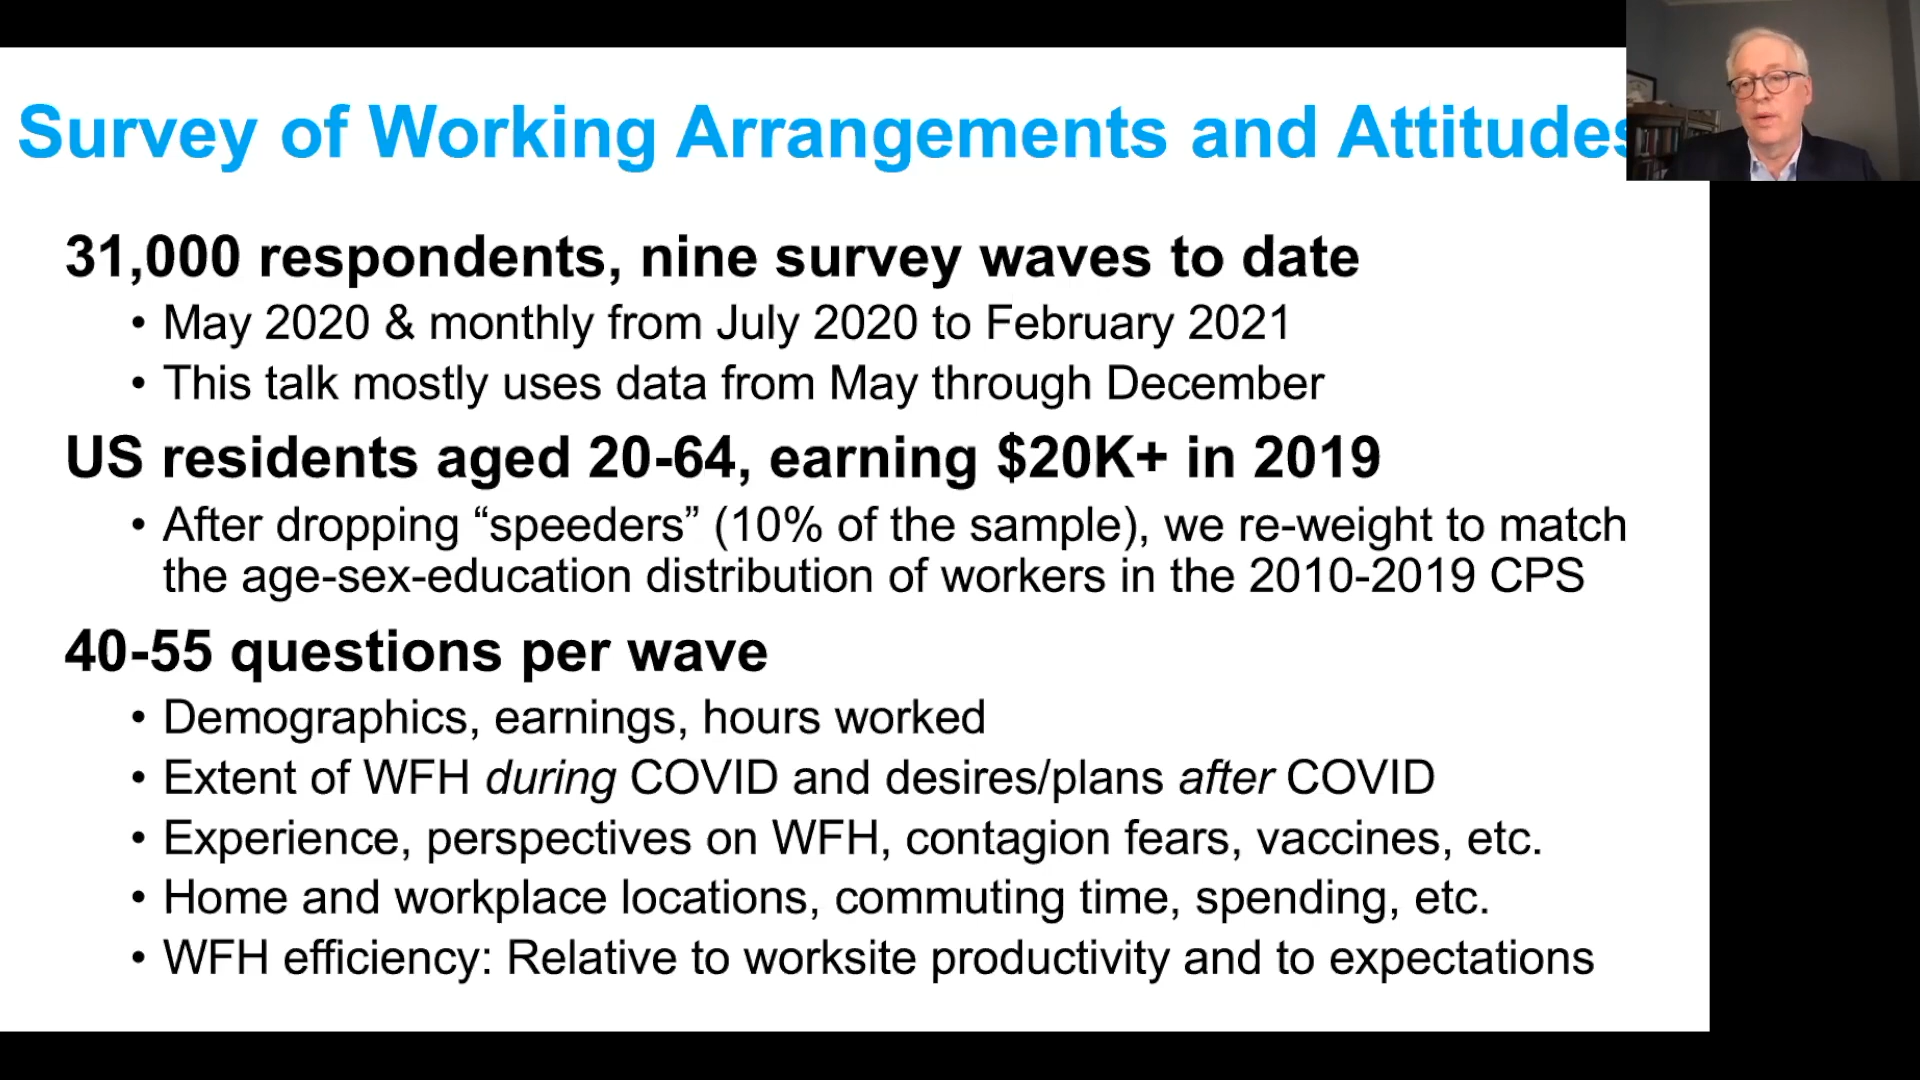 Survey of Working Arrangements and Attitudes
31,000 respondents, nine survey waves to date
• May 2020 & monthly from July 2020 to February 2021
• This talk mostly uses data from May through December
US residents aged 20-64, earning $20K+ in 2019
• After dropping “speeders” (10% of the sample), we re-weight to match
the age-sex-education distribution of workers in the 2010-2019 CPS
40-55 questions per wave
• Demographics, earnings, hours worked
• Extent of WFH during COVID and desires/plans after COVID
• Experience, perspectives on WFH, contagion fears, vaccines, etc.
• Home and workplace locations, commuting time, spending, etc.
• WFH efficiency: Relative to worksite productivity and to expectations